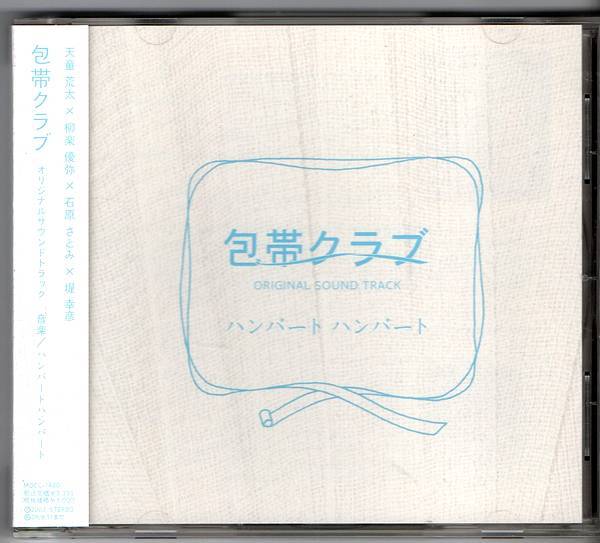 包帯クラブ
ORIGINAL SOUND TRACK
ハンバート ハンバート
天童 荒太×柳楽 優弥×石原 さとみ×堤 幸彦
包帯クラブ
オリジナルサウンドトラック 音楽/ハンバートハンバート
STEREO